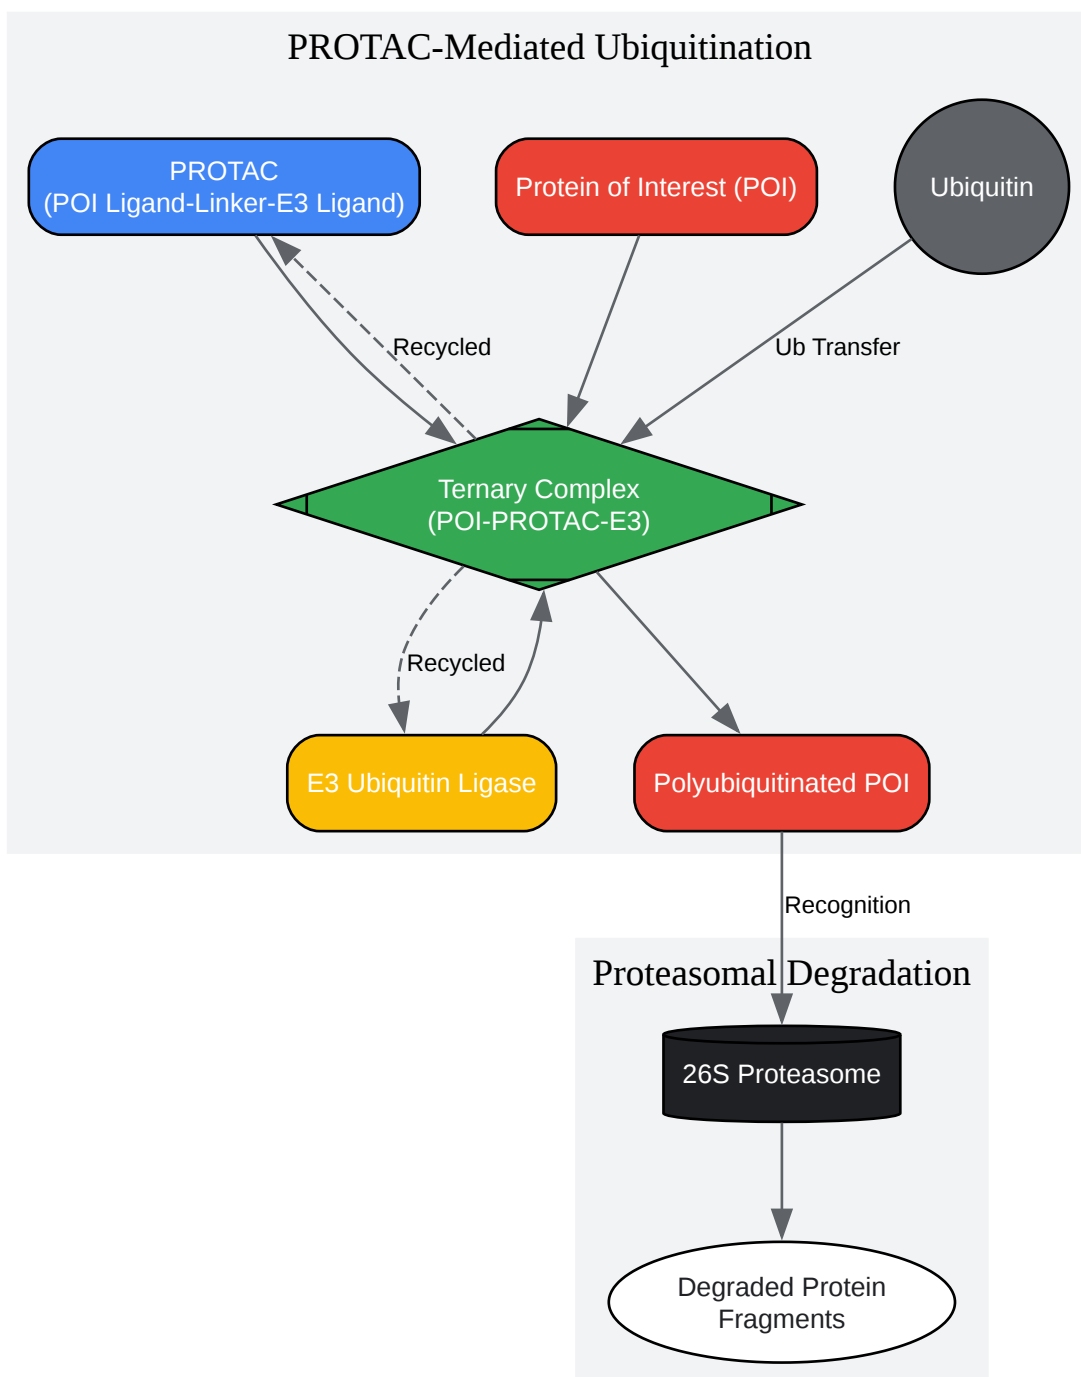 PROTAC-Mediated Ubiquitination
PROTAC
(POI Ligand-Linker-E3 Ligand)
Protein of Interest (POI)
Ubiquitin
Recycled
Ub Transfer
Ternary Complex
(POI-PROTAC-E3)
Recycled
E3 Ubiquitin Ligase
Polyubiquitinated POI
Recognition
Proteasomal Degradation
26S Proteasome
Degraded Protein
Fragments